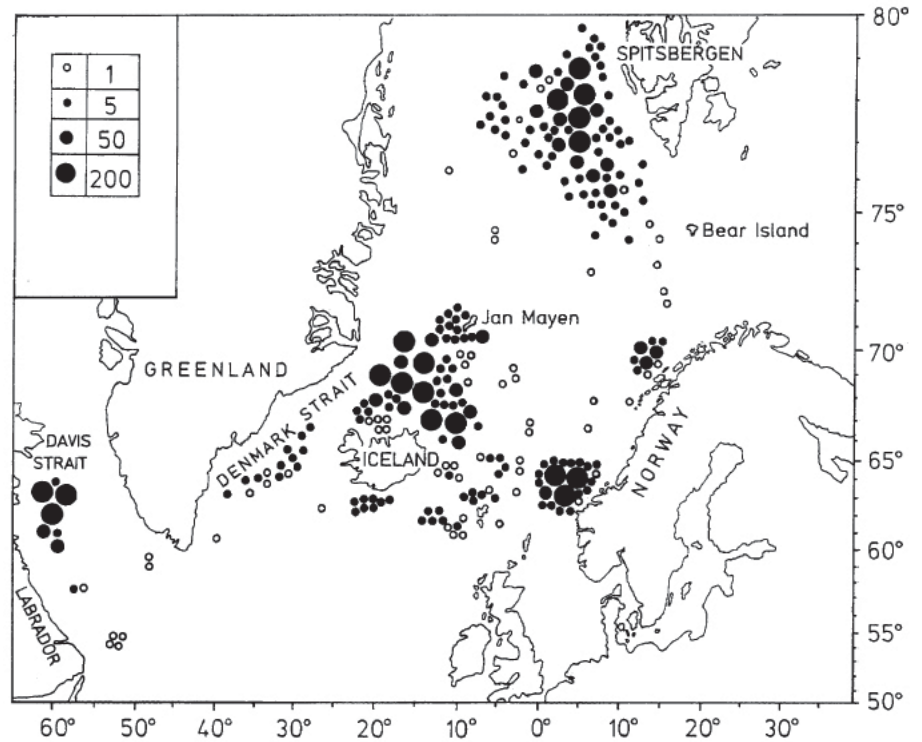 80°
1
5
50
200
SPITSBERGEN
75°
Bear Island
Jan Mayen
70°
GREENLAND
DENMARK STRAIT
NORWAY
DAVIS
STRAIT
ICELAND
65°
60°
LABRADOR
55°
50°
60° 50° 40° 30° 20° 10° 0° 10° 20° 30°